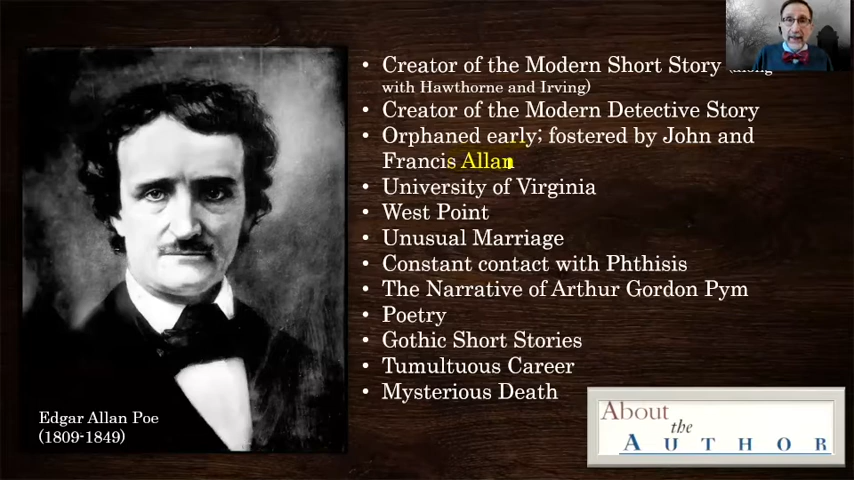 • Creator of the Modern Short Story (along
with Hawthorne and Irving)
• Creator of the Modern Detective Story
• Orphaned early; fostered by John and
Francis Allan
• University of Virginia
• West Point
• Unusual Marriage
• Constant contact with Phthisis
• The Narrative of Arthur Gordon Pym
• Poetry
• Gothic Short Stories
• Tumultuous Career
• Mysterious Death
Edgar Allan Poe
(1809-1849)
About
the
AUTHOR